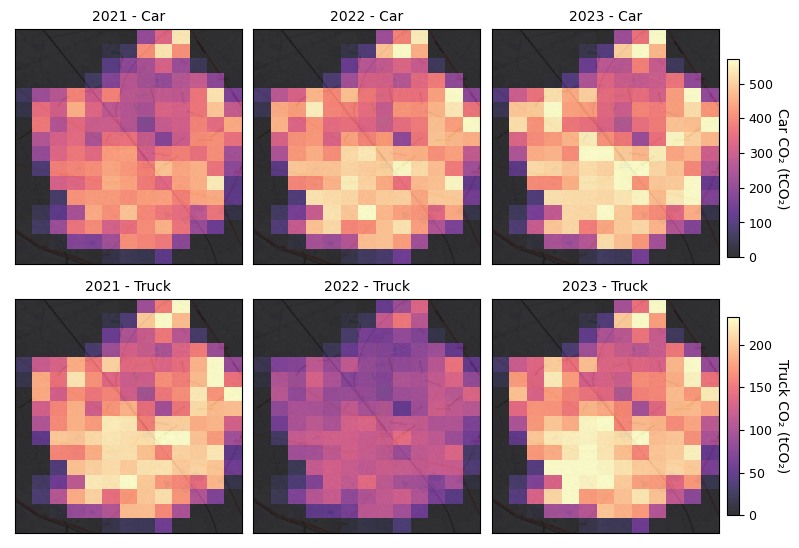 2021 - Car
2022 - Car
2023 - Car
500
400
300
200
100
0
Car CO₂ (tCO₂)
2021 - Truck
2022 - Truck
2023 - Truck
200
150
100
50
0
Truck CO₂ (tCO₂)